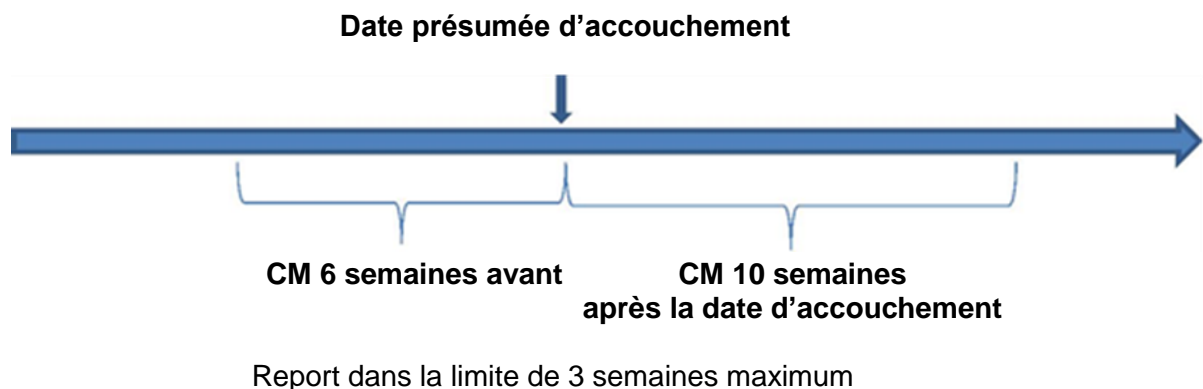 Date présumée d’accouchement
CM 6 semaines avant
CM 10 semaines
après la date d’accouchement
Report dans la limite de 3 semaines maximum